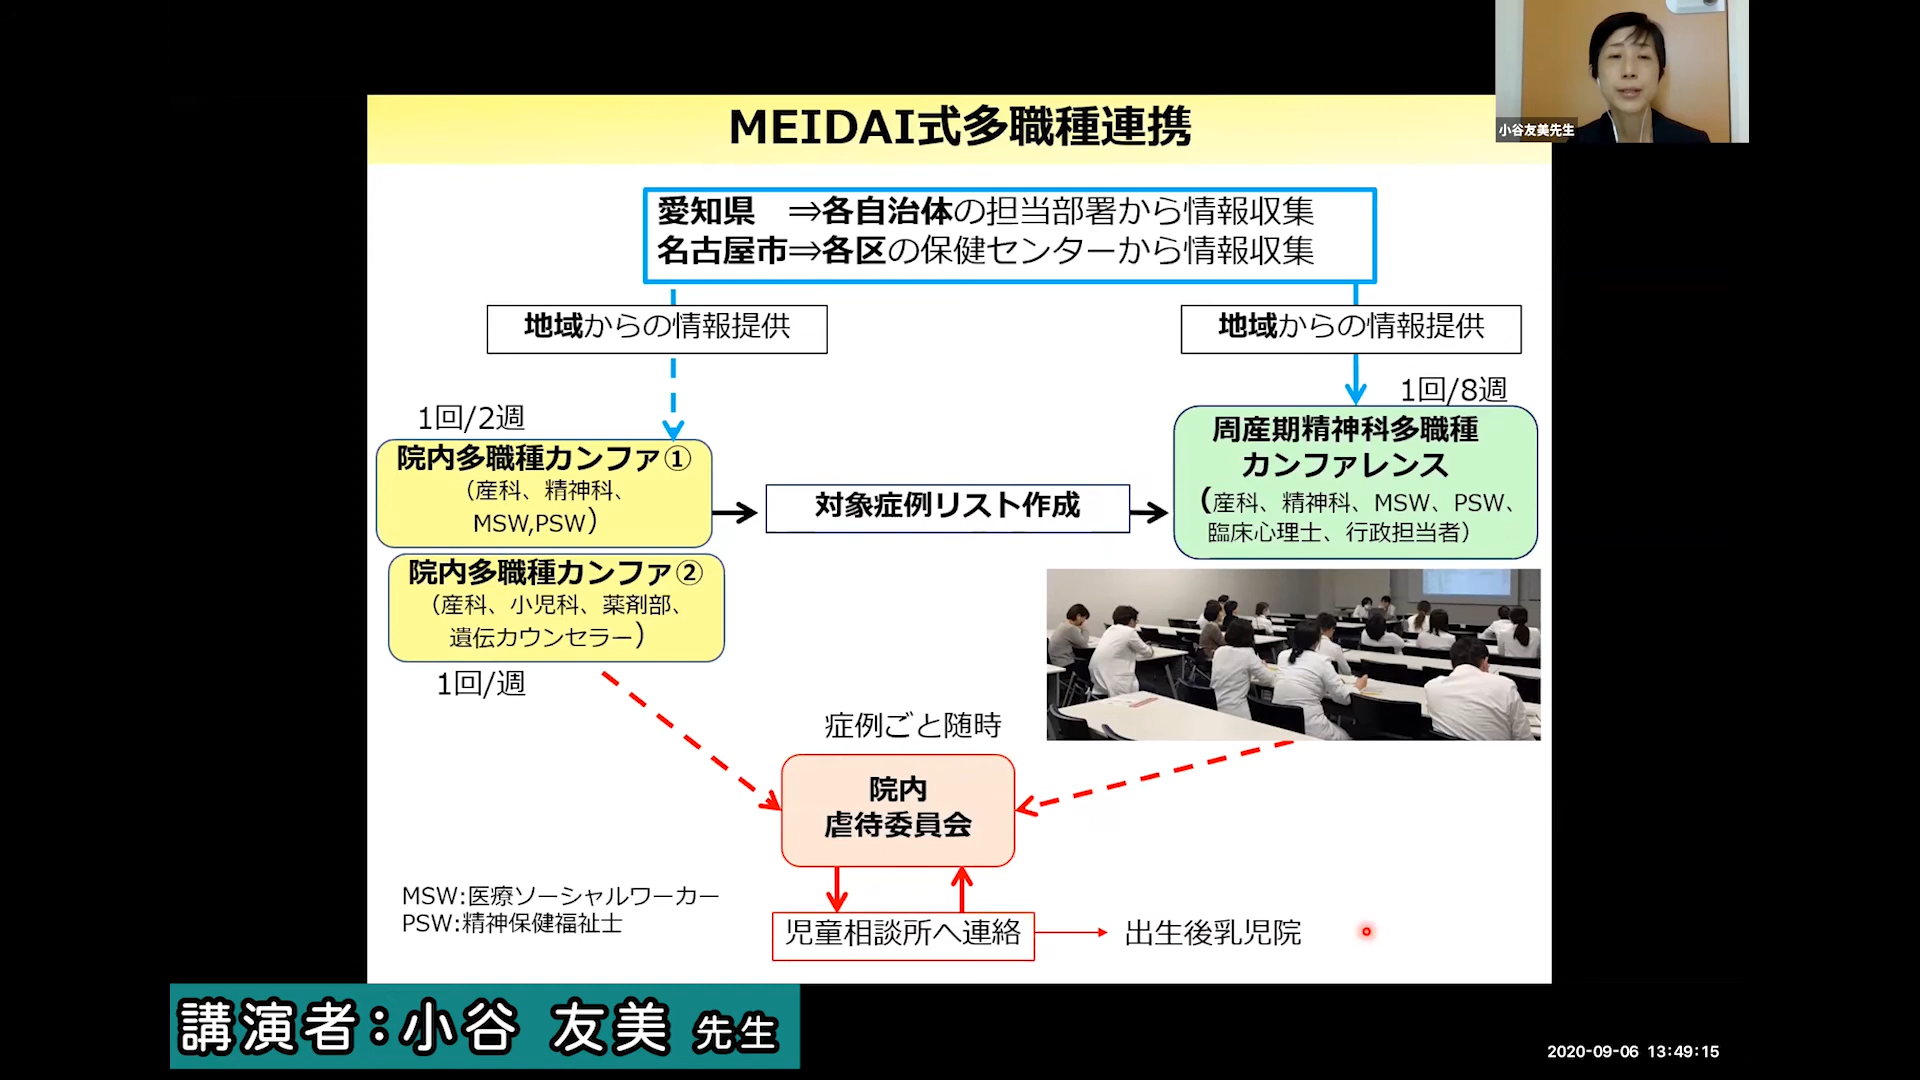 小谷友美先生
MEIDAI式多職種連携
愛知県　⇒各自治体の担当部署から情報収集
名古屋市⇒各区の保健センターから情報収集
地域からの情報提供
地域からの情報提供
1回/2週
1回/8週
院内多職種カンファ①
（産科、精神科、
MSW,PSW）
対象症例リスト作成
周産期精神科多職種
カンファレンス
（産科、精神科、MSW、PSW、
臨床心理士、行政担当者）
院内多職種カンファ②
（産科、小児科、薬剤部、
遺伝カウンセラー）
1回/週
症例ごと随時
院内
虐待委員会
MSW:医療ソーシャルワーカー
PSW:精神保健福祉士
児童相談所へ連絡
出生後乳児院
講演者：小谷 友美 先生
2020-09-06 13:49:15